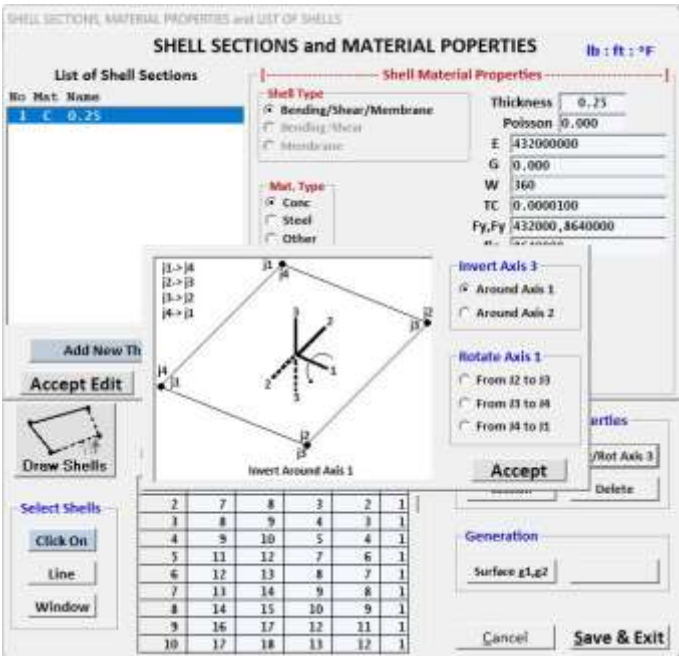 SHELL SECTIONS, MATERIAL PROPERTIES and LIST OF SHELLS
SHELL SECTIONS and MATERIAL POPERTIES
lb : ft : °F
List of Shell Sections
No Mat Name
1 C 0.25
Shell Material Properties
Shell Type
Bending/Shear/Membrane
Bending/Shear
Membrane
Mat. Type
Conc
Steel
Other
Thickness 0.25
Poisson 0.000
E 432000000
G 0.000
W 360
TC 0.0000100
Fy,Fy 432000,8640000
Add New Th
Accept Edit
j1->j4
j2->j3
j3->j2
j4->j1
j1
j4
j2
j3
3
2
1
2
3
j4
j1
j2
j3
Invert Around Axis 1
Invert Axis 3
Around Axis 1
Around Axis 2
Rotate Axis 1
From J2 to J3
From J3 to J4
From J4 to J1
Accept
Draw Shells
erties
/Rot Axis 3
Delete
Select Shells
Click On
Line
Window
2 7 8 3 2 1
3 8 9 4 3 1
4 9 10 5 4 1
5 11 12 7 6 1
6 12 13 8 7 1
7 13 14 9 8 1
8 14 15 10 9 1
9 16 17 12 11 1
10 17 18 13 12 1
Generation
Surface g1,g2
Cancel
Save & Exit